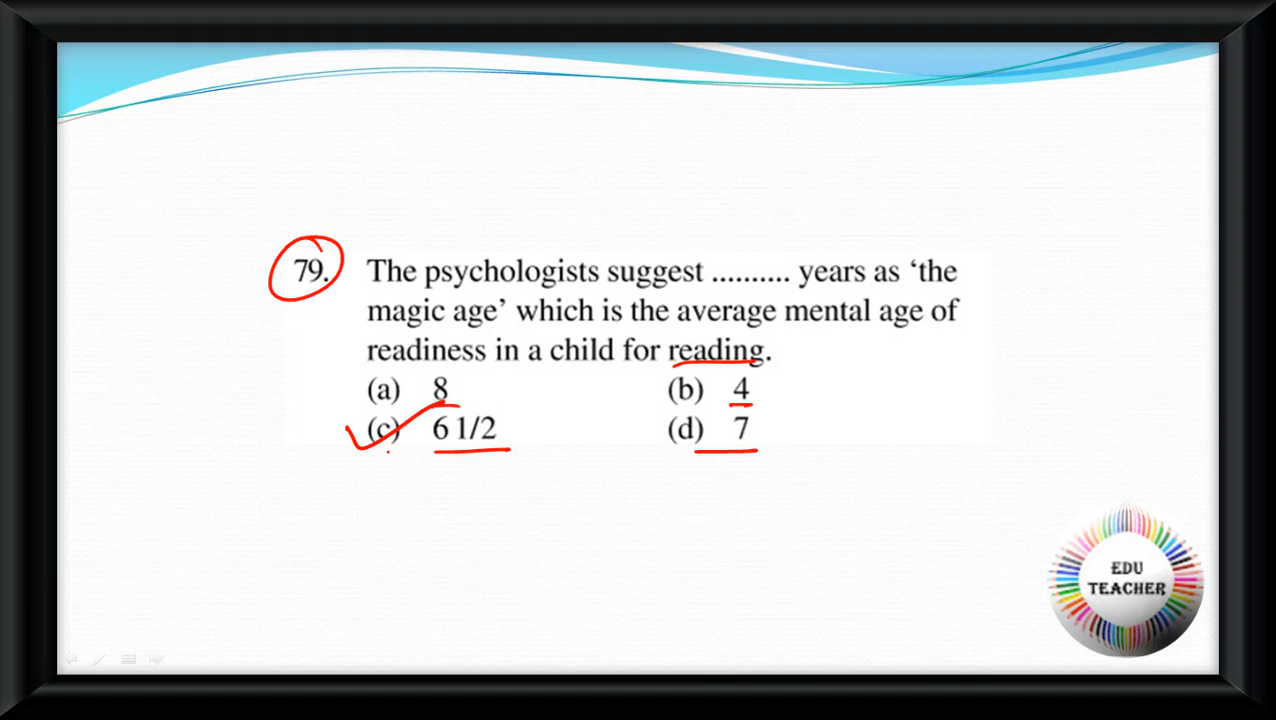 79. The psychologists suggest .......... years as ‘the
magic age’ which is the average mental age of
readiness in a child for reading.
(a) 8 (b) 4
(c) 6 1/2 (d) 7
EDU
TEACHER